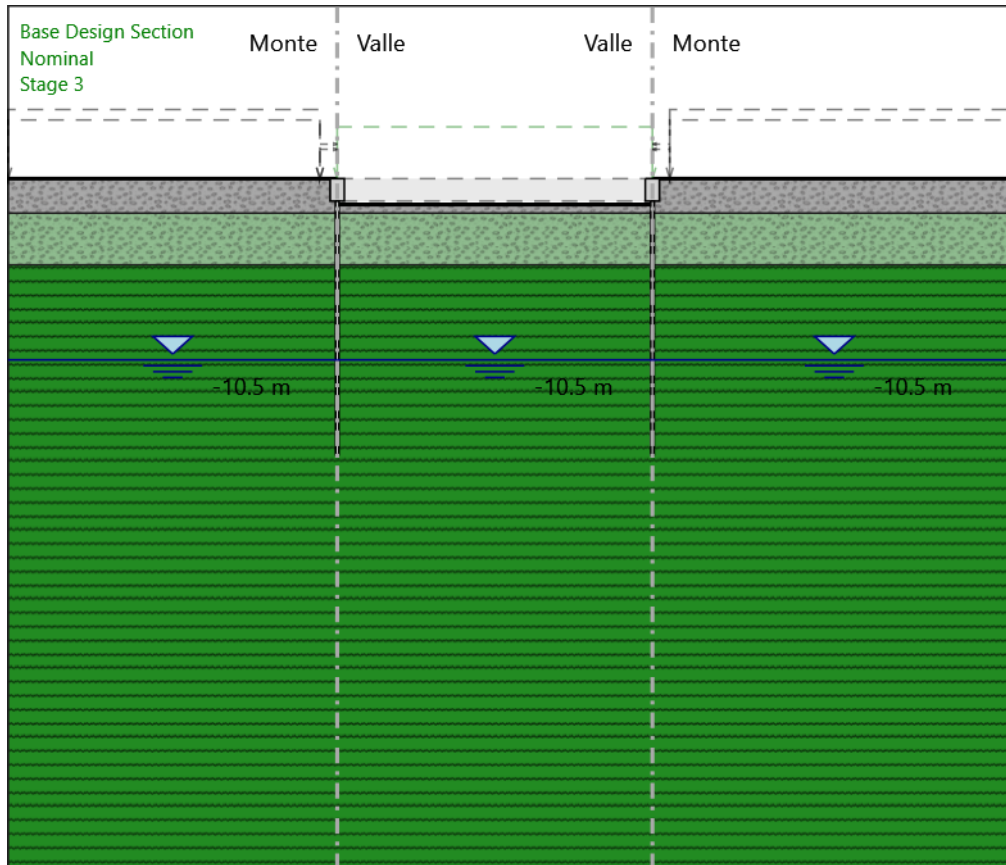 Base Design Section
Nominal
Stage 3
Monte Valle Valle Monte
-10.5 m -10.5 m -10.5 m